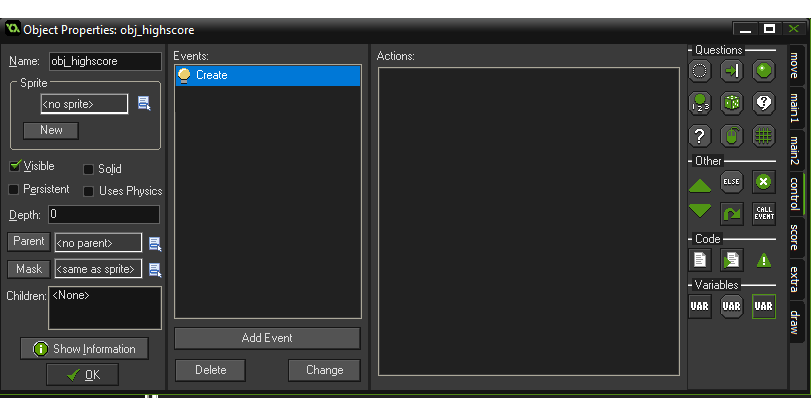 Object Properties: obj_highscore
Name: obj_highscore
Sprite
<no sprite>
New
Visible
Solid
Persistent
Uses Physics
Depth: 0
Parent
<no parent>
Mask
<same as sprite>
Children:
<None>
Show Information
OK
Events:
Create
Add Event
Delete
Change
Actions:
Questions
1 2 3
?
?
Other
ELSE
CALL
EVENT
Code
Variables
VAR
VAR
VAR
move
main1
main2
control
score
extra
draw